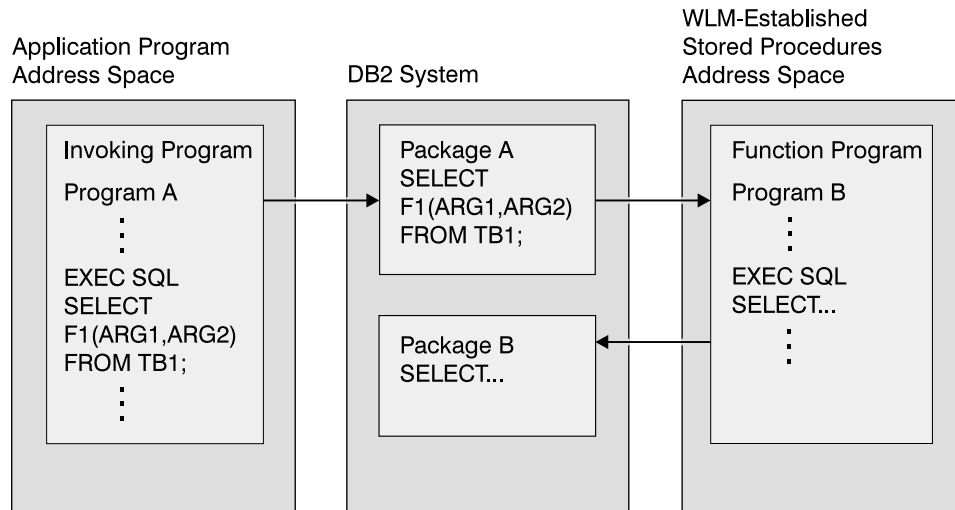 Application Program
Address Space
Invoking Program
Program A
EXEC SQL
SELECT
F1(ARG1,ARG2)
FROM TB1;
DB2 System
Package A
SELECT
F1(ARG1,ARG2)
FROM TB1;
Package B
SELECT...
WLM-Established
Stored Procedures
Address Space
Function Program
Program B
EXEC SQL
SELECT...